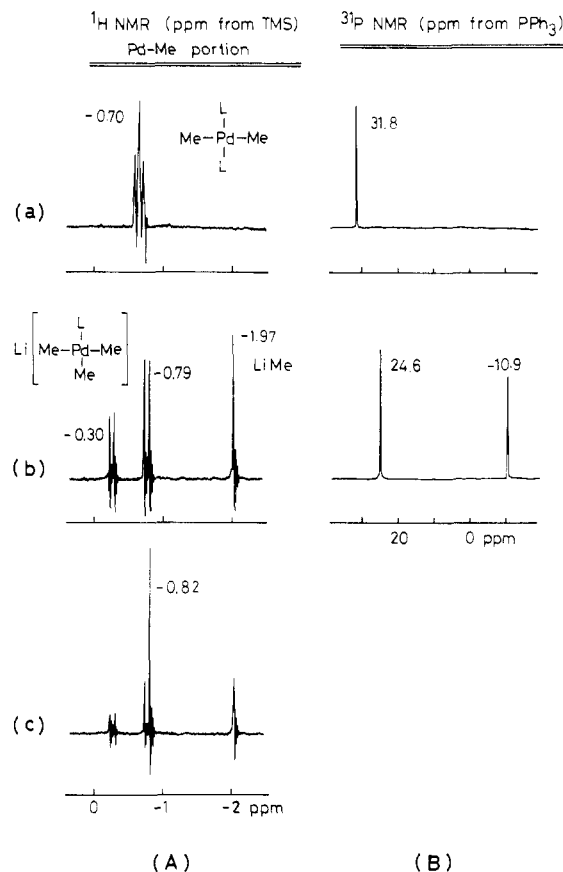 ¹H NMR (ppm from TMS)
Pd-Me portion
³¹P NMR (ppm from PPh₃)
-0.70
L
Me-Pd-Me
L
31.8
(a)
Li
L
Me-Pd-Me
Me
-0.30
-0.79
-1.97
LiMe
24.6
-10.9
(b)
20 0 ppm
-0.82
(c)
0 -1 -2 ppm
(A) (B)